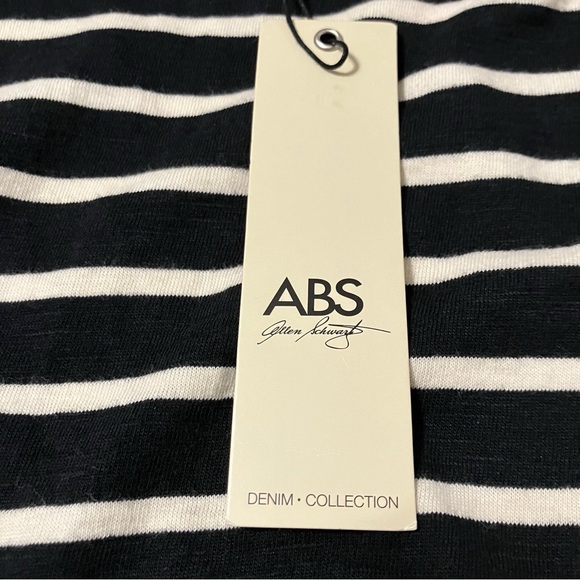 ABS
Allen Schwartz
DENIM • COLLECTION